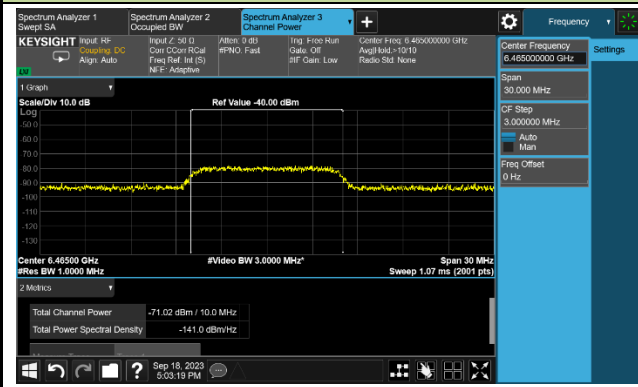 Spectrum Analyzer 1
Swept SA
Spectrum Analyzer 2
Occupied BW
Spectrum Analyzer 3
Channel Power
Frequency
KEYSIGHT
Input: RF
Coupling: DC
Align: Auto
Input Z: 50 Ω
Corr CCorr RCal
Freq Ref: Int (S)
NFE: Adaptive
Atten: 0 dB
#PNO: Fast
Trig: Free Run
Gate: Off
#IF Gain: Low
Center Freq: 6.465000000 GHz
Avg|Hold:>10/10
Radio Std: None
Center Frequency
6.465000000 GHz
Settings
Span
30.000 MHz
CF Step
3.000000 MHz
Auto
Man
Freq Offset
0 Hz
1 Graph
Scale/Div 10.0 dB
Ref Value -40.00 dBm
Log
-50.0
-60.0
-70.0
-80.0
-90.0
-100
-110
-120
-130
Center 6.46500 GHz
#Video BW 3.0000 MHz*
Span 30 MHz
#Res BW 1.0000 MHz
Sweep 1.07 ms (2001 pts)
2 Metrics
Total Channel Power -71.02 dBm / 10.0 MHz
Total Power Spectral Density -141.0 dBm/Hz
Sep 18, 2023
5:03:19 PM